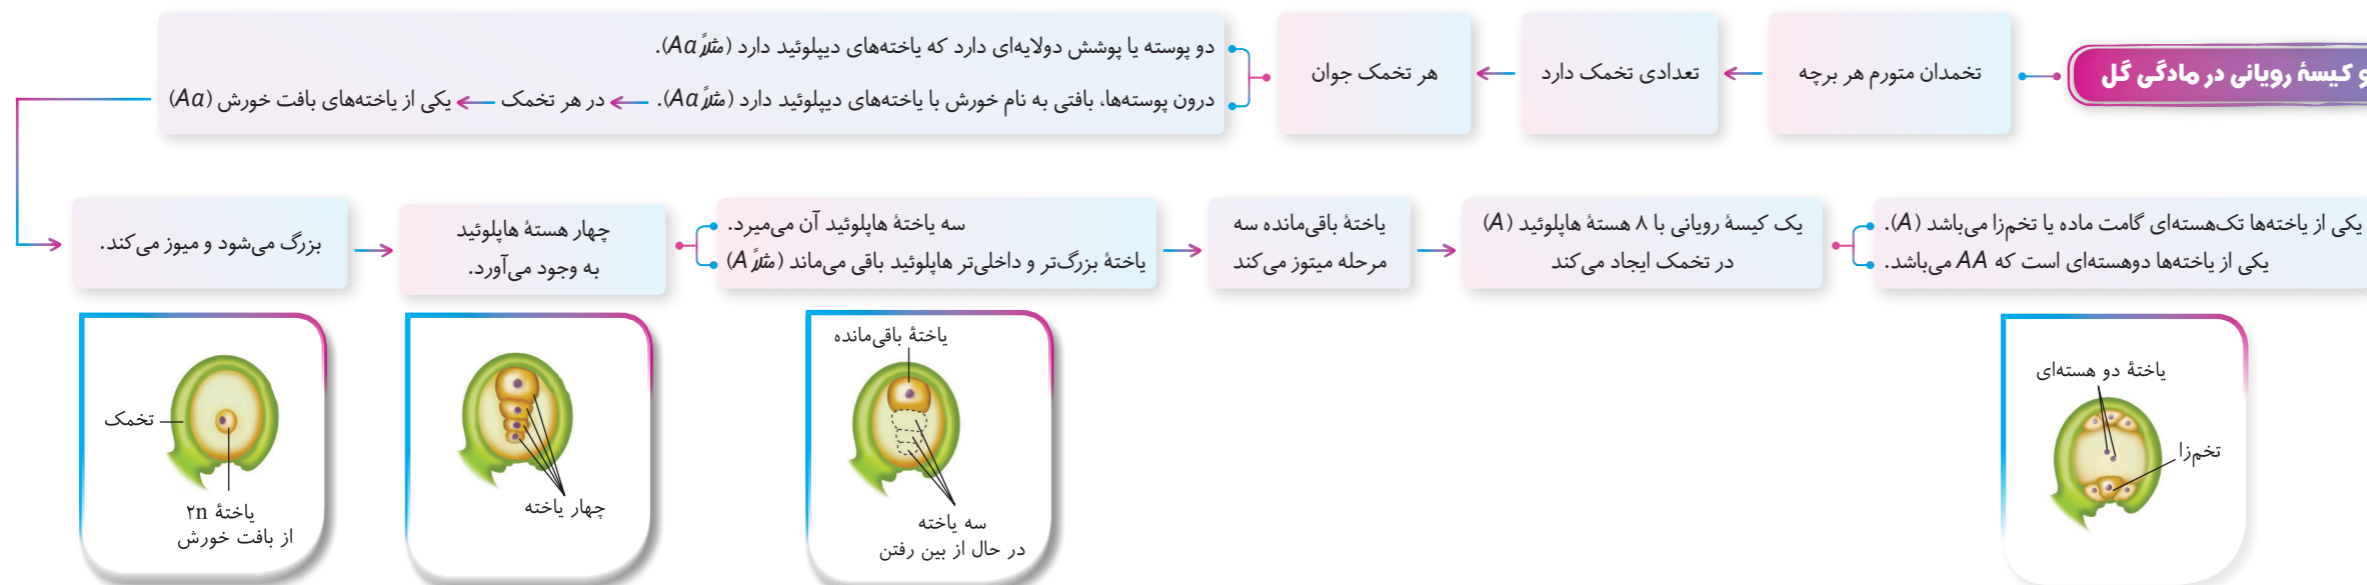 و کیسهٔ رویانی در مادگی گل
تخمدان متورم هر برچه
تعدادی تخمک دارد
هر تخمک جوان
دو پوسته یا پوشش دولایه‌ای دارد که یاخته‌های دیپلوئید دارد (مثلاً Aa).
درون پوسته‌ها، بافتی به نام خورش با یاخته‌های دیپلوئید دارد (مثلاً Aa). در هر تخمک یکی از یاخته‌های بافت خورش (Aa)
بزرگ می‌شود و میوز می‌کند.
چهار هستهٔ هاپلوئید
به وجود می‌آورد.
سه یاختهٔ هاپلوئید آن می‌میرد.
یاختهٔ بزرگ‌تر و داخلی‌تر هاپلوئید باقی می‌ماند (مثلاً A)
یاختهٔ باقی‌مانده سه
مرحله میتوز می‌کند
یک کیسهٔ رویانی با ۸ هستهٔ هاپلوئید (A)
در تخمک ایجاد می‌کند
یکی از یاخته‌ها تک‌هسته‌ای گامت ماده یا تخم‌زا می‌باشد (A).
یکی از یاخته‌ها دوهسته‌ای است که AA می‌باشد.
تخمک
یاختهٔ ۲n
از بافت خورش
چهار یاخته
یاختهٔ باقی‌مانده
سه یاخته
در حال از بین رفتن
یاختهٔ دو هسته‌ای
تخم‌زا